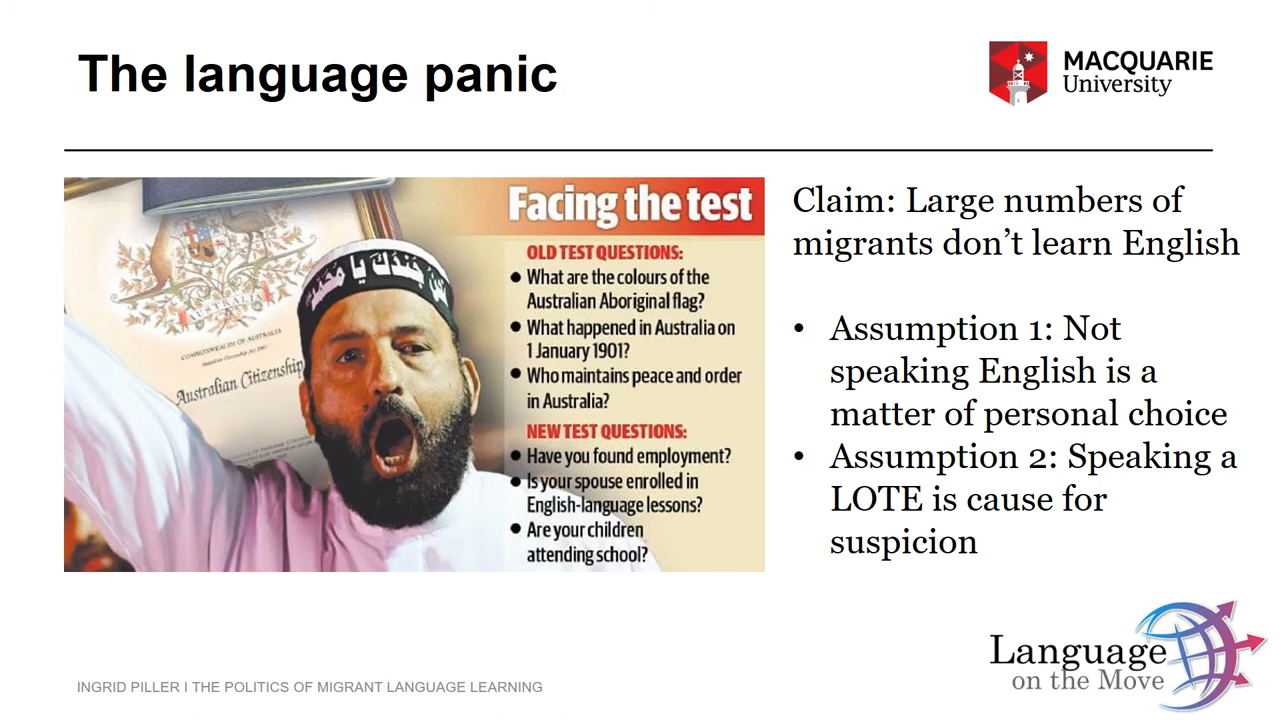 The language panic
MACQUARIE
University
Facing the test
OLD TEST QUESTIONS:
• What are the colours of the
Australian Aboriginal flag?
• What happened in Australia on
1 January 1901?
• Who maintains peace and order
in Australia?
NEW TEST QUESTIONS:
• Have you found employment?
• Is your spouse enrolled in
English-language lessons?
• Are your children
attending school?
AUSTRALIA
COMMONWEALTH OF AUSTRALIA
Australian Citizenship
Claim: Large numbers of
migrants don’t learn English
• Assumption 1: Not
speaking English is a
matter of personal choice
• Assumption 2: Speaking a
LOTE is cause for
suspicion
Language
on the Move
INGRID PILLER I THE POLITICS OF MIGRANT LANGUAGE LEARNING